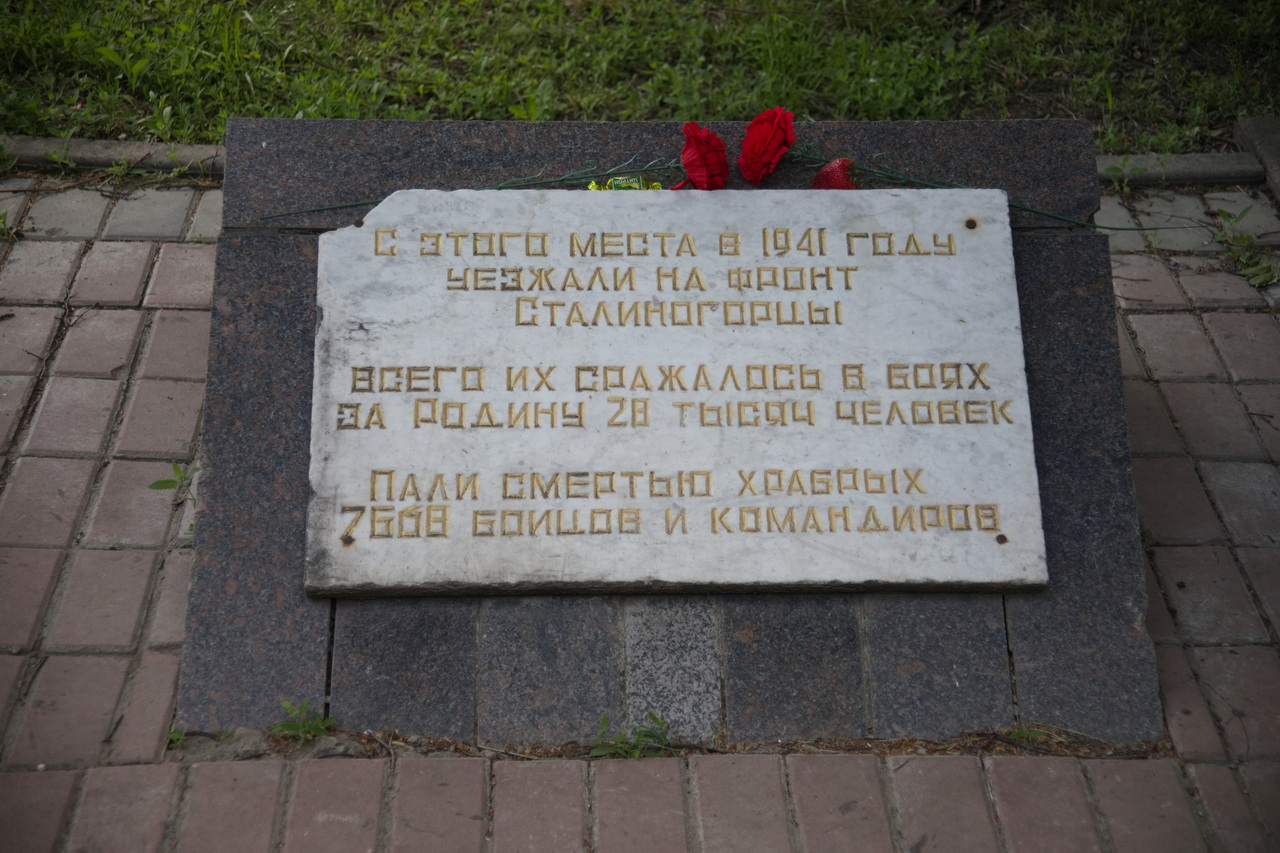 С этого места в 1941 году
уезжали на фронт
Сталиногорцы
всего их сражалось в боях
за Родину 28 тысяч человек
Пали смертью храбрых
7668 бойцов и командиров